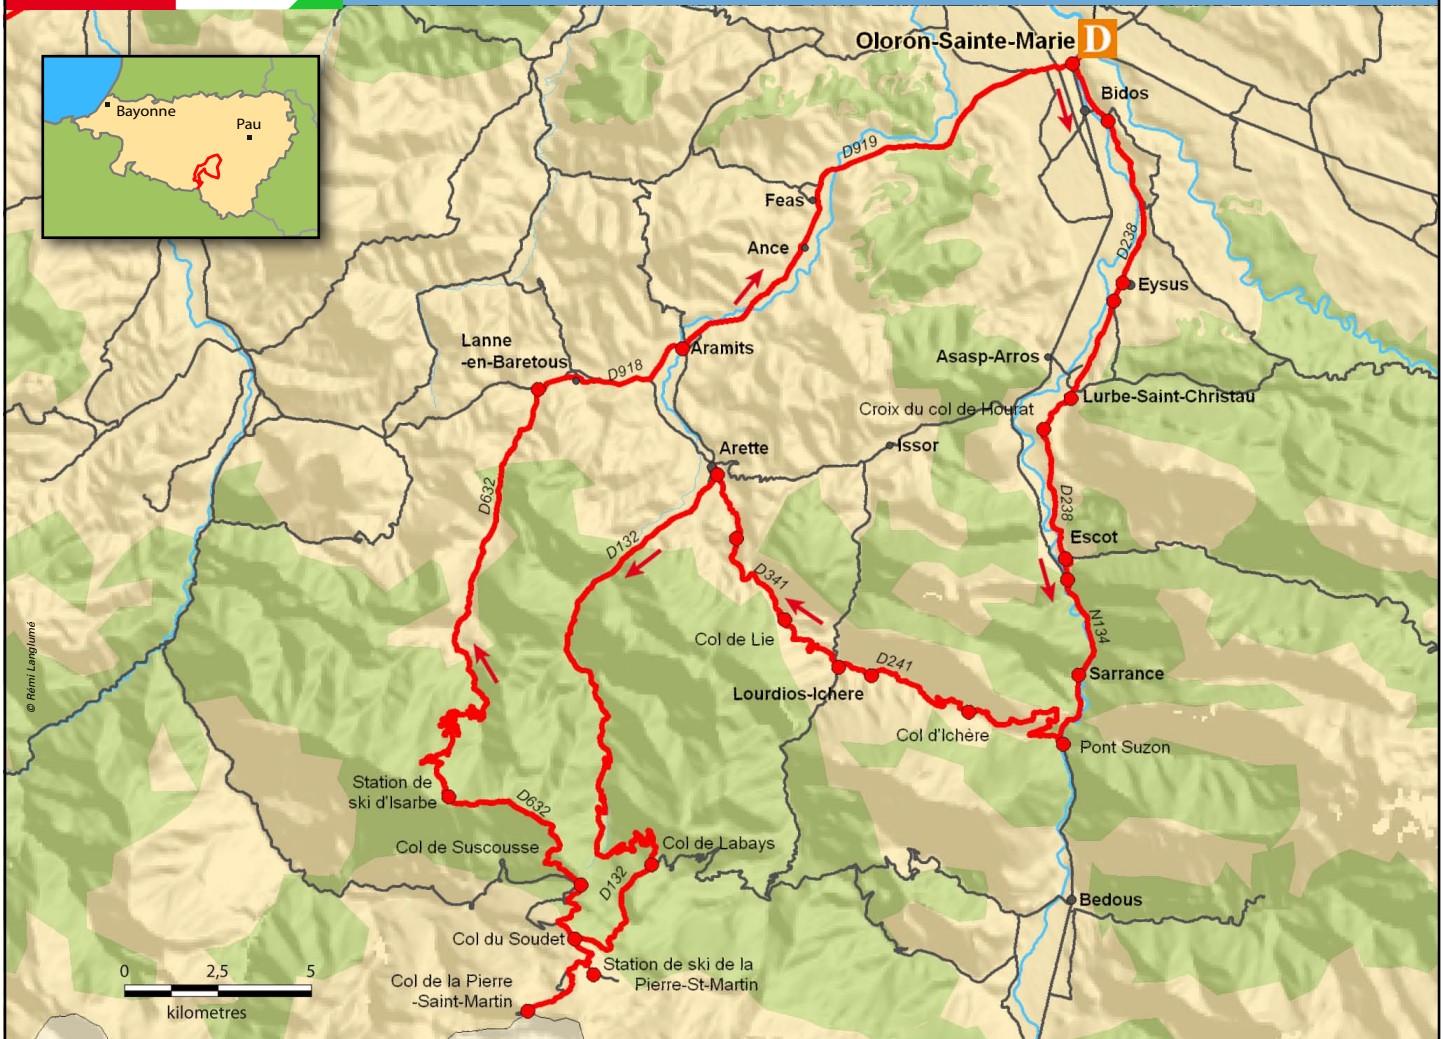 Bayonne
Pau
Oloron-Sainte-Marie D
Bidos
D919
Feas
Ance
D238
Eysus
Lanne
-en-Baretous
D918
Aramits
Asasp-Arros
Lurbe-Saint-Christau
Croix du col de Hourat
Issor
Arette
D632
D238
D132
Escot
D341
N134
Col de Lie
D241
Sarrance
Lourdios-Ichere
Col d'Ichère
Pont Suzon
© Rémi Langlumé
Station de
ski d'Isarbe
D632
Col de Suscousse
Col de Labays
D132
Bedous
Col du Soudet
Station de ski de la
Pierre-St-Martin
Col de la Pierre
-Saint-Martin
0 2,5 5
kilometres